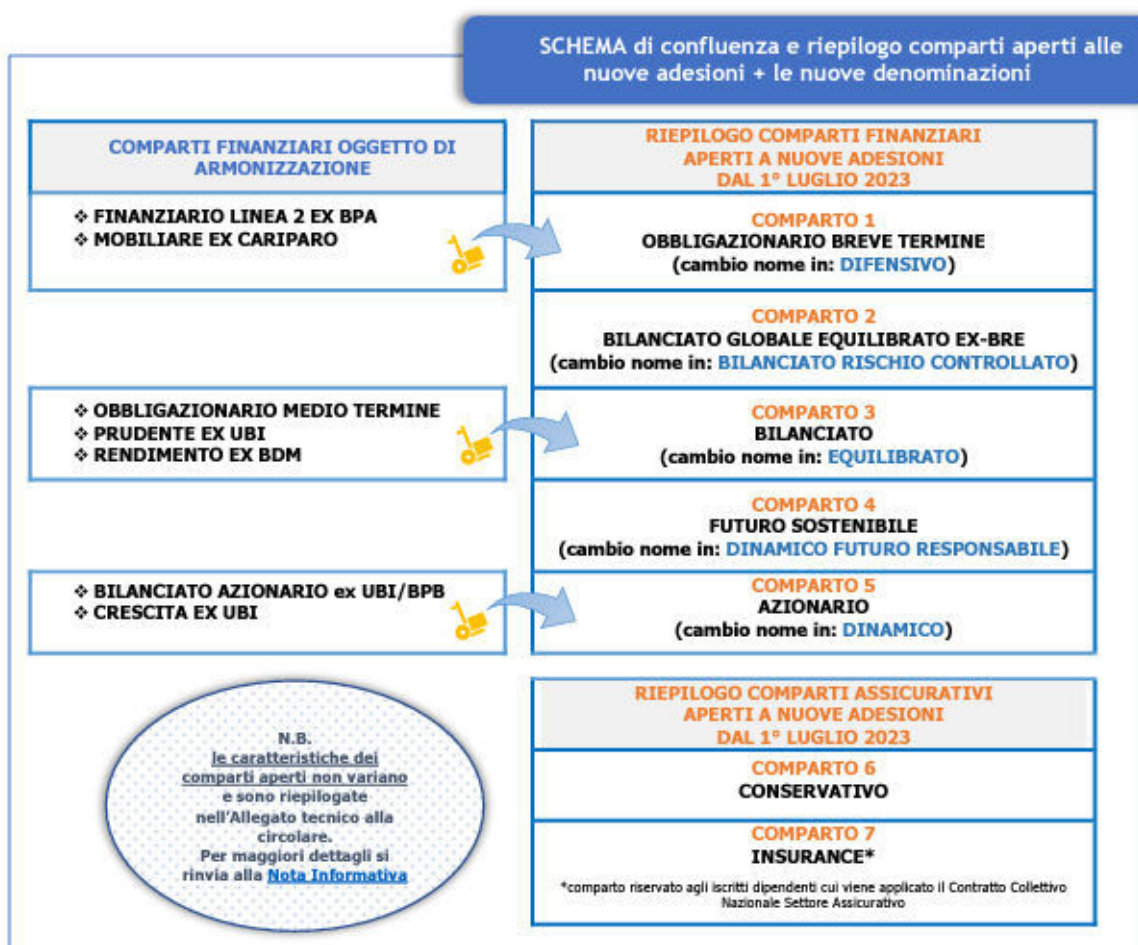 SCHEMA di confluenza e riepilogo comparti aperti alle
nuove adesioni + le nuove denominazioni
COMPARTI FINANZIARI OGGETTO DI
ARMONIZZAZIONE
❖ FINANZIARIO LINEA 2 EX BPA
❖ MOBILIARE EX CARIPARO
❖ OBBLIGAZIONARIO MEDIO TERMINE
❖ PRUDENTE EX UBI
❖ RENDIMENTO EX BDM
❖ BILANCIATO AZIONARIO ex UBI/BPB
❖ CRESCITA EX UBI
RIEPILOGO COMPARTI FINANZIARI
APERTI A NUOVE ADESIONI
DAL 1° LUGLIO 2023
COMPARTO 1
OBBLIGAZIONARIO BREVE TERMINE
(cambio nome in: DIFENSIVO)
COMPARTO 2
BILANCIATO GLOBALE EQUILIBRATO EX-BRE
(cambio nome in: BILANCIATO RISCHIO CONTROLLATO)
COMPARTO 3
BILANCIATO
(cambio nome in: EQUILIBRATO)
COMPARTO 4
FUTURO SOSTENIBILE
(cambio nome in: DINAMICO FUTURO RESPONSABILE)
COMPARTO 5
AZIONARIO
(cambio nome in: DINAMICO)
N.B.
le caratteristiche dei
comparti aperti non variano
e sono riepilogate
nell'Allegato tecnico alla
circolare.
Per maggiori dettagli si
rinvia alla Nota Informativa
RIEPILOGO COMPARTI ASSICURATIVI
APERTI A NUOVE ADESIONI
DAL 1° LUGLIO 2023
COMPARTO 6
CONSERVATIVO
COMPARTO 7
INSURANCE*
*comparto riservato agli iscritti dipendenti cui viene applicato il Contratto Collettivo
Nazionale Settore Assicurativo